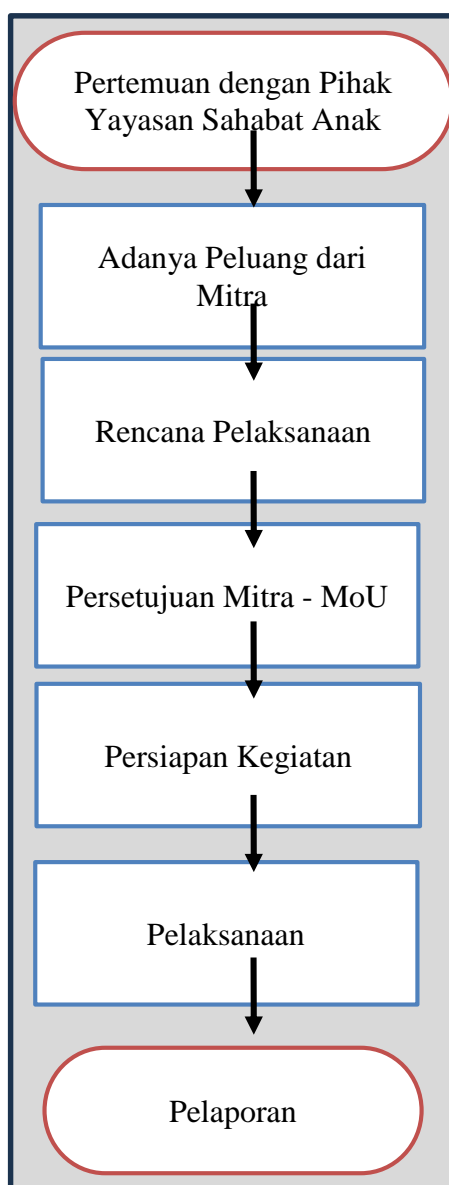 Pertemuan dengan Pihak
Yayasan Sahabat Anak
Adanya Peluang dari
Mitra
Rencana Pelaksanaan
Persetujuan Mitra - MoU
Persiapan Kegiatan
Pelaksanaan
Pelaporan